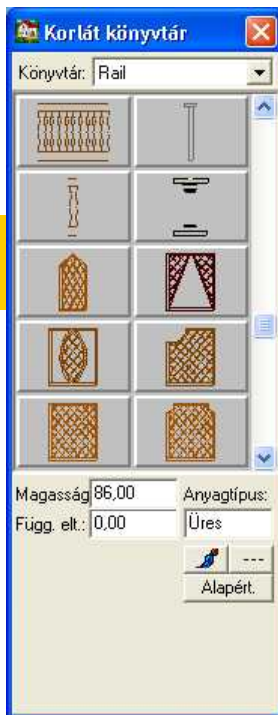 Korlát könyvtár
Könyvtár: Rail
Magasság 86,00 Anyagtípus:
Függ. elt.: 0,00 Üres
---
Alapért.